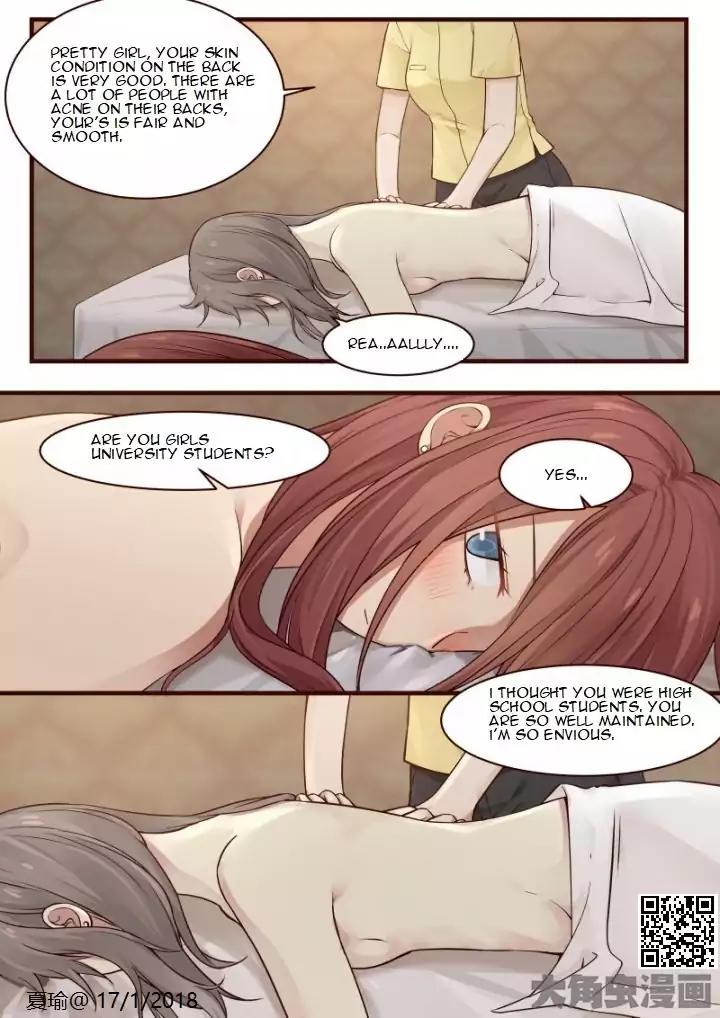 PRETTY GIRL, YOUR SKIN
CONDITION ON THE BACK
IS VERY GOOD. THERE ARE
A LOT OF PEOPLE WITH
ACNE ON THEIR BACKS,
YOUR'S IS FAIR AND
SMOOTH.
REA..AALLLY....
ARE YOU GIRLS
UNIVERSITY STUDENTS?
YES...
I THOUGHT YOU WERE HIGH
SCHOOL STUDENTS. YOU
ARE SO WELL MAINTAINED.
I'M SO ENVIOUS.
大角虫漫画
夏瑜@ 17/1/2018